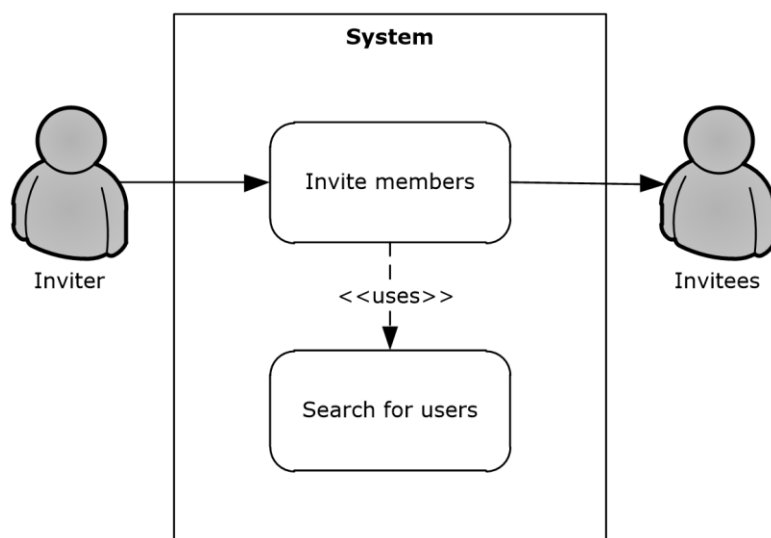 System
Invite members
Inviter
Invitees
<<uses>>
Search for users